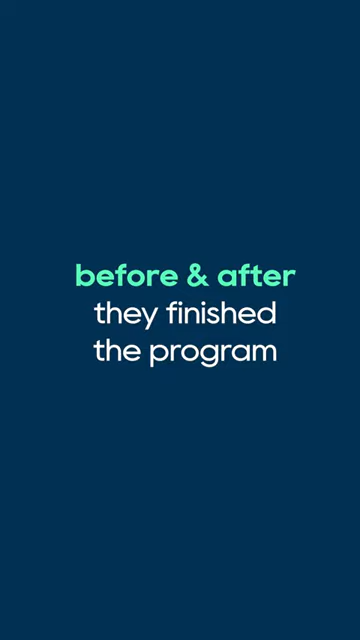 before & after
they finished
the program